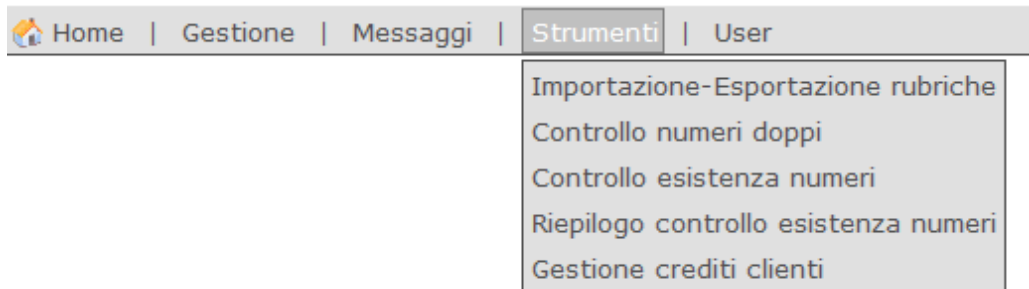 Home | Gestione | Messaggi | Strumenti | User
Importazione-Esportazione rubriche
Controllo numeri doppi
Controllo esistenza numeri
Riepilogo controllo esistenza numeri
Gestione crediti clienti